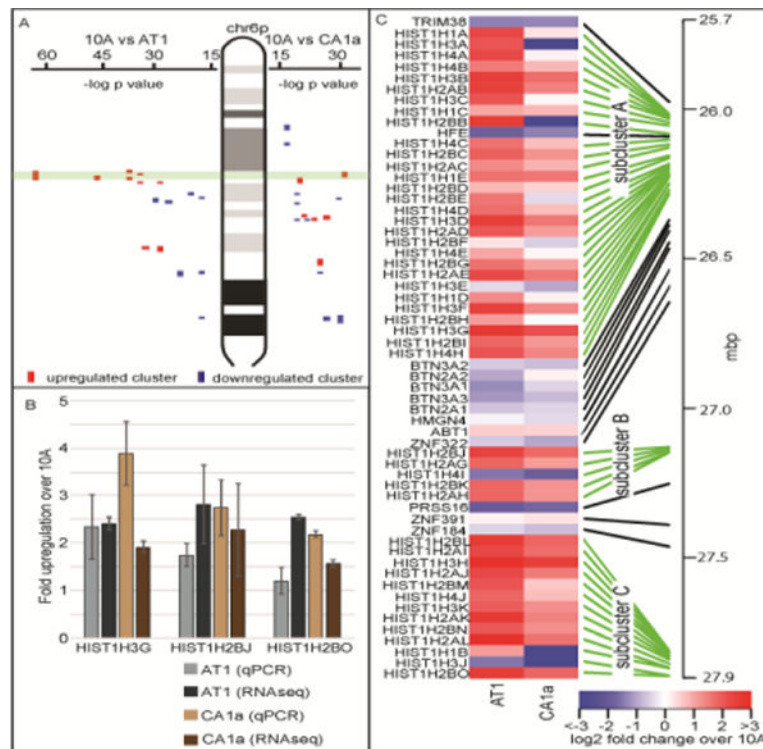 A
10A vs AT1
chr6p
10A vs CA1a
60 45 30 15
15 30
-log p value
-log p value
upregulated cluster
downregulated cluster
B
Fold upregulation over 10A
5
4
3
2
1
0
HIST1H3G HIST1H2BJ HIST1H2BO
AT1 (qPCR)
AT1 (RNAseq)
CA1a (qPCR)
CA1a (RNAseq)
C
TRIM38
HIST1H1A
HIST1H3A
HIST1H4A
HIST1H4B
HIST1H3B
HIST1H2AB
HIST1H3C
HIST1H1C
HIST1H2BB
HFE
HIST1H4C
HIST1H2BC
HIST1H2AC
HIST1H1E
HIST1H2BD
HIST1H2BE
HIST1H4D
HIST1H3D
HIST1H2AD
HIST1H2BF
HIST1H4E
HIST1H2BG
HIST1H2AE
HIST1H3E
HIST1H1D
HIST1H3F
HIST1H2BH
HIST1H3G
HIST1H2BI
HIST1H4H
BTN3A2
BTN2A2
BTN3A1
BTN3A3
BTN2A1
HMGN4
ABT1
ZNF322
HIST1H2BJ
HIST1H2AG
HIST1H4I
HIST1H2BK
HIST1H2AH
PRSS16
ZNF391
ZNF184
HIST1H2BL
HIST1H2AI
HIST1H3H
HIST1H2AJ
HIST1H2BM
HIST1H4J
HIST1H3K
HIST1H2AK
HIST1H2BN
HIST1H2AL
HIST1H1B
HIST1H3J
HIST1H2BO
AT1
CA1a
subcluster A
subcluster B
subcluster C
25.7
26.0
26.5
27.0
27.5
27.9
mbp
<-3 -2 -1 0 1 2 >3
log2 fold change over 10A